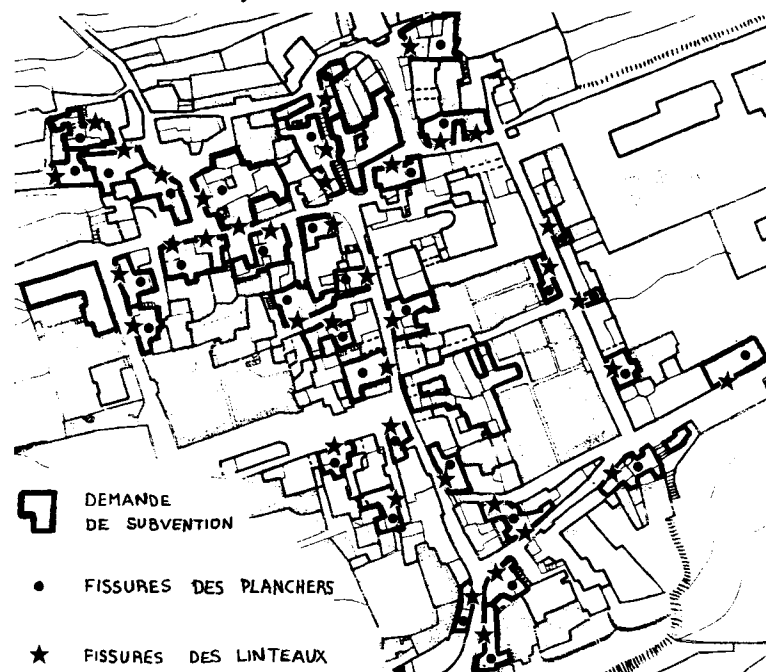 DEMANDE
DE SUBVENTION
FISSURES DES PLANCHERS
FISSURES DES LINTEAUX